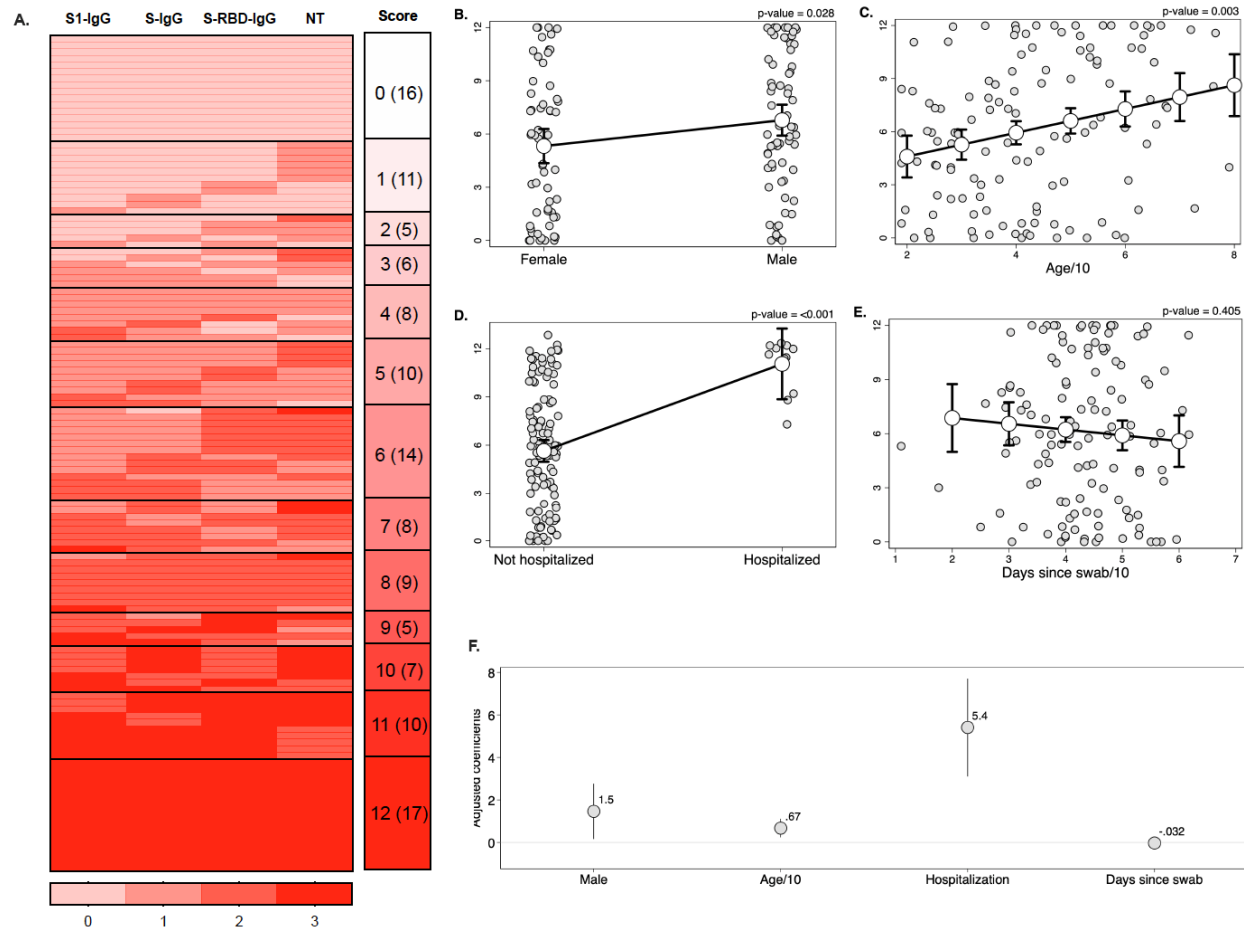 A.
S1-IgG S-IgG S-RBD-IgG NT Score
0 (16)
1 (11)
2 (5)
3 (6)
4 (8)
5 (10)
6 (14)
7 (8)
8 (9)
9 (5)
10 (7)
11 (10)
12 (17)
0 1 2 3
B.
p-value = 0.028
12
9
6
3
0
Female Male
C.
p-value = 0.003
12
9
6
3
0
2 4 6 8
Age/10
D.
p-value = <0.001
12
9
6
3
0
Not hospitalized Hospitalized
E.
p-value = 0.405
12
9
6
3
0
1 2 3 4 5 6 7
Days since swab/10
F.
Adjusted coefficients
8
6
4
2
0
1.5
.67
5.4
-.032
Male Age/10 Hospitalization Days since swab